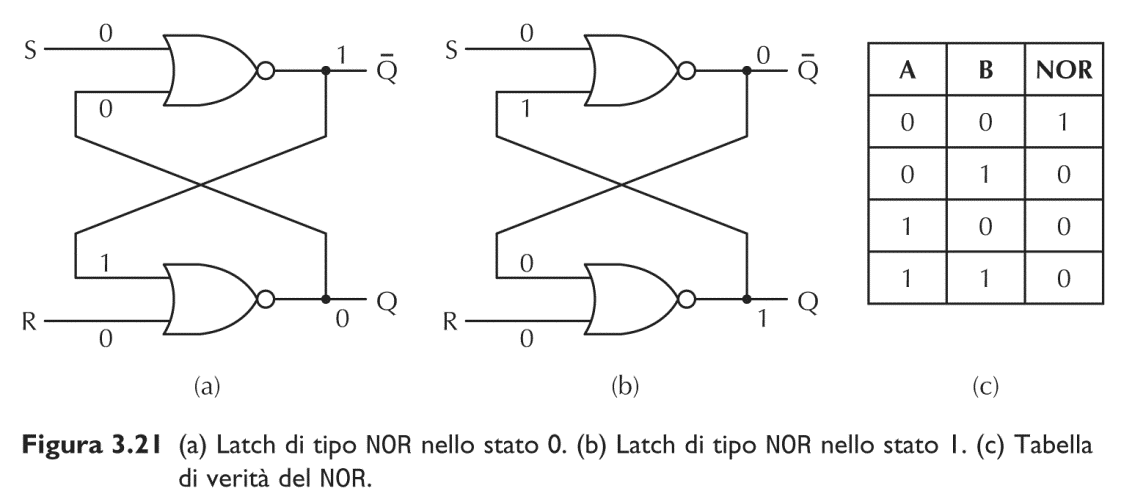 S 0 1 Q̄
0
1
R 0 0 Q
(a)
S 0 0 Q̄
1
0
R 0 1 Q
(b)
A B NOR
0 0 1
0 1 0
1 0 0
1 1 0
(c)
Figura 3.21 (a) Latch di tipo NOR nello stato 0. (b) Latch di tipo NOR nello stato 1. (c) Tabella
di verità del NOR.